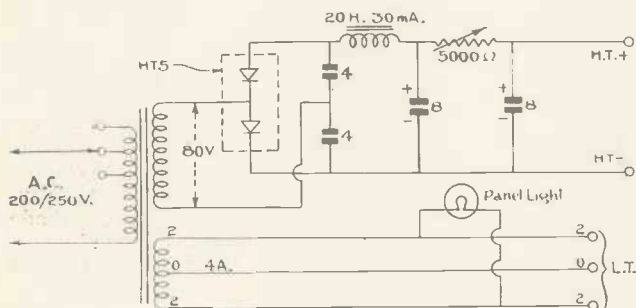 20 H. 30 mA.
HT5
4
5000Ω
H.T.+
+
8
-
+
8
-
80V
4
A.C.
200/250V.
HT-
Panel Light
2
2
0
4A.
0
L.T.
2
2